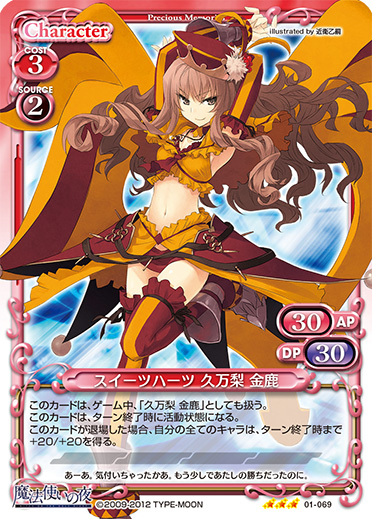 Precious Memor
Character
illustrated by 近衛乙嗣
COST
3
SOURCE
2
30 AP
DP 30
スイーツハーツ 久万梨 金鹿
このカードは、ゲーム中、「久万梨 金鹿」としても扱う。
このカードは、ターン終了時に活動状態になる。
このカードが退場した場合、自分の全てのキャラは、ターン終了時まで
+20/+20を得る。
あーあ。気付いちゃったかあ。もう少しであたしの勝ちだったのに。
魔法使いの夜
©2009-2012 TYPE-MOON
01-069